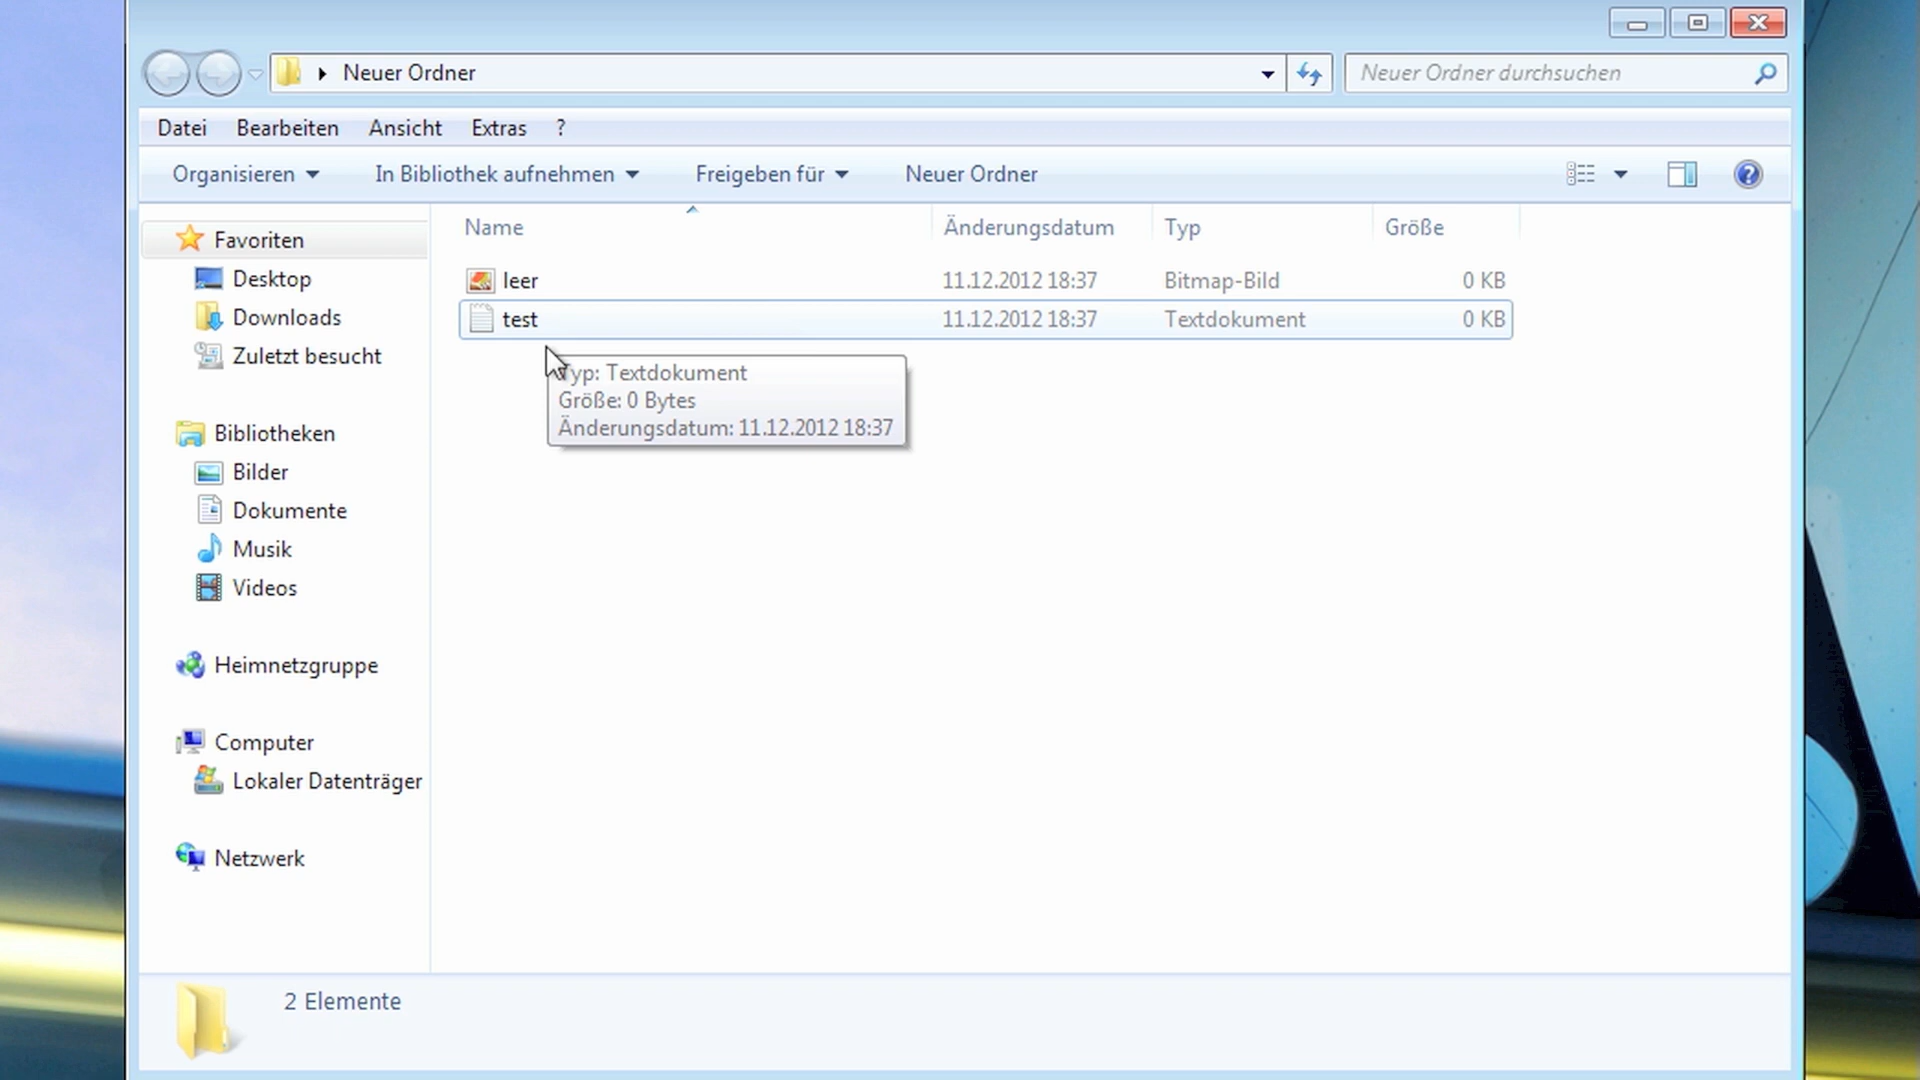 Neuer Ordner
Neuer Ordner durchsuchen
Datei Bearbeiten Ansicht Extras ?
Organisieren In Bibliothek aufnehmen Freigeben für Neuer Ordner
Name Änderungsdatum Typ Größe
leer 11.12.2012 18:37 Bitmap-Bild 0 KB
test 11.12.2012 18:37 Textdokument 0 KB
Typ: Textdokument
Größe: 0 Bytes
Änderungsdatum: 11.12.2012 18:37
Favoriten
Desktop
Downloads
Zuletzt besucht
Bibliotheken
Bilder
Dokumente
Musik
Videos
Heimnetzgruppe
Computer
Lokaler Datenträger
Netzwerk
2 Elemente